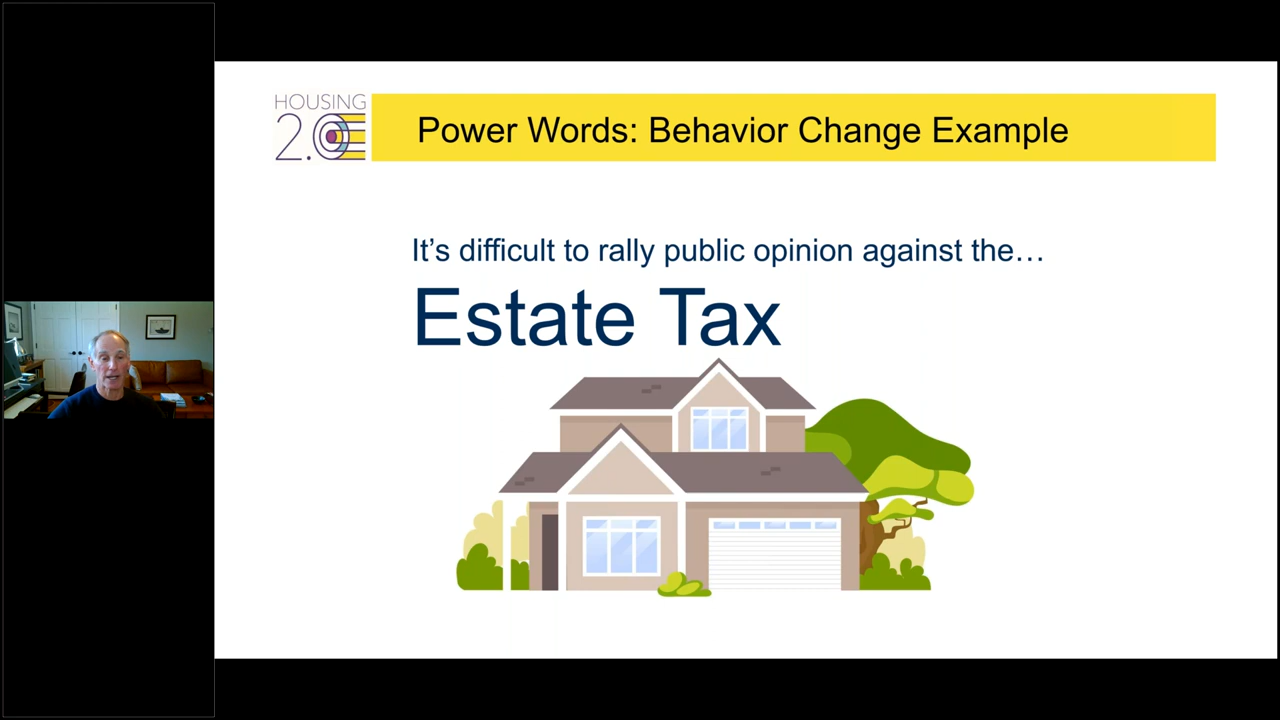 HOUSING
2.0
Power Words: Behavior Change Example
It’s difficult to rally public opinion against the…
Estate Tax